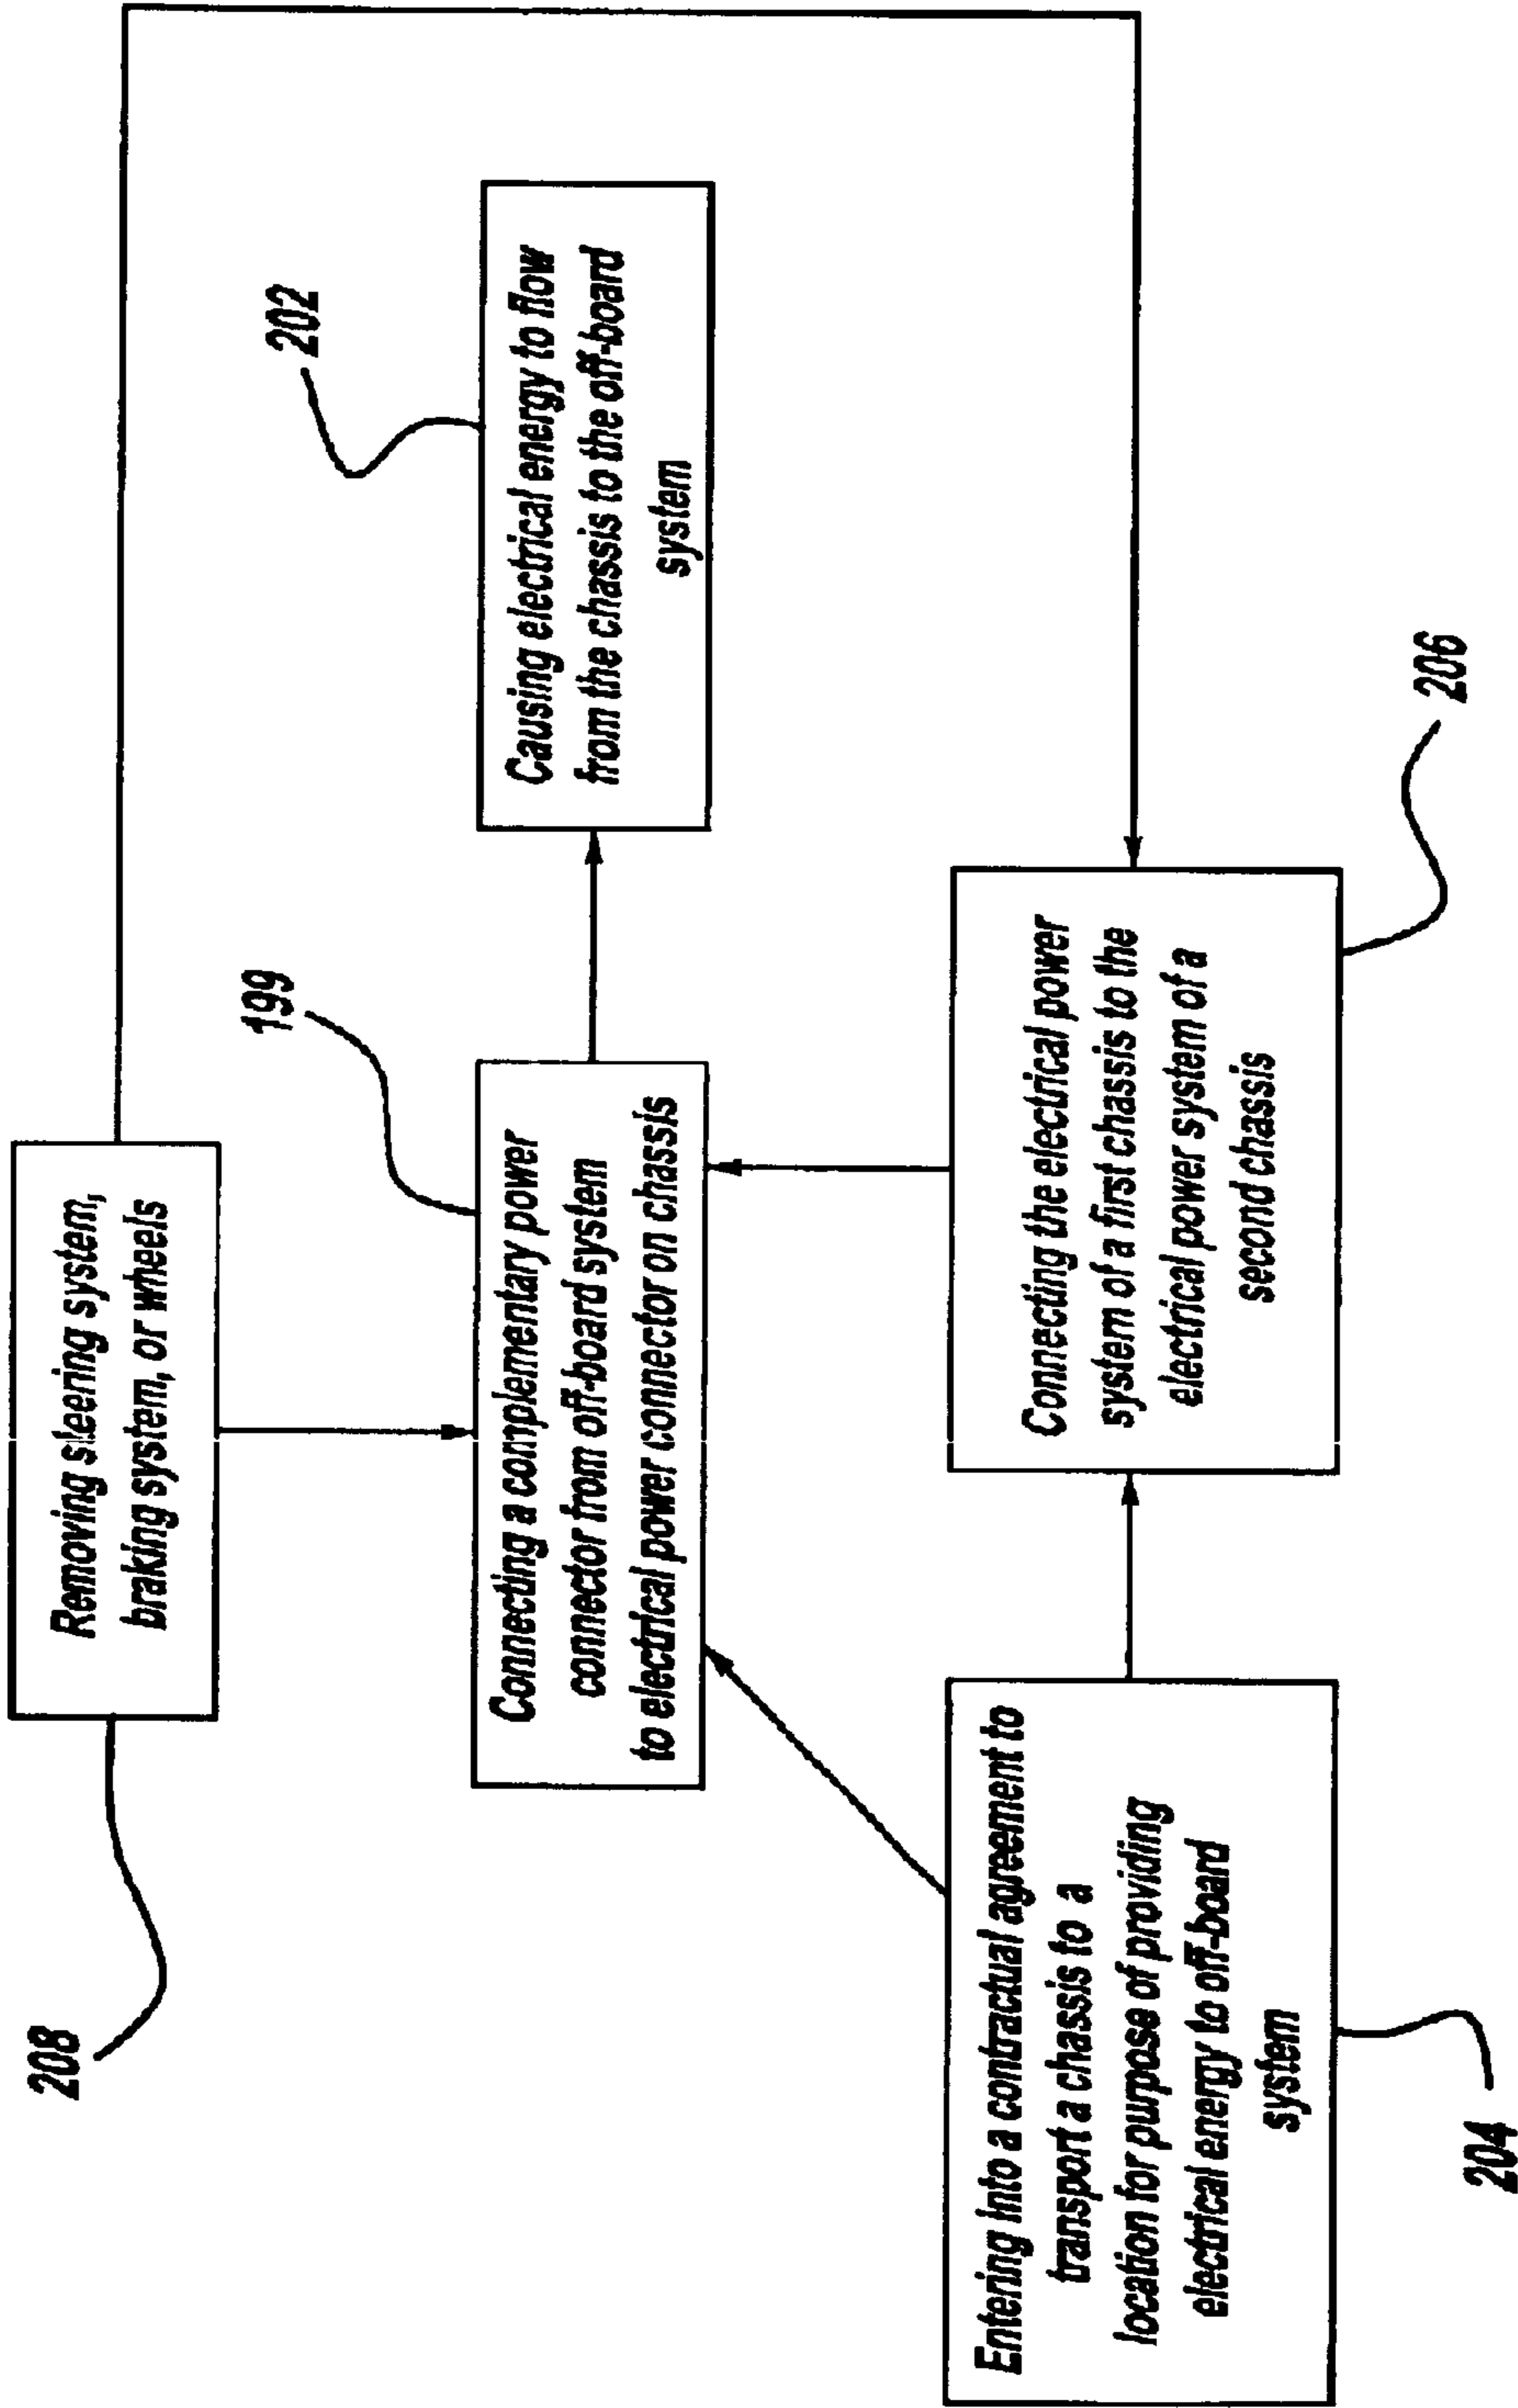 208
Removing steering system,
braking system, or wheels
199
Connecting a complementary power
connector from off-board system
to electrical power connector on chassis
202
Causing electrical energy to flow
from the chassis to the off-board
system
Entering into a contractual agreement to
transport a chassis to a
location for purpose of providing
electrical energy to off-board
system
204
Connecting the electrical power
system of a first chassis to the
electrical power system of a
second chassis
206